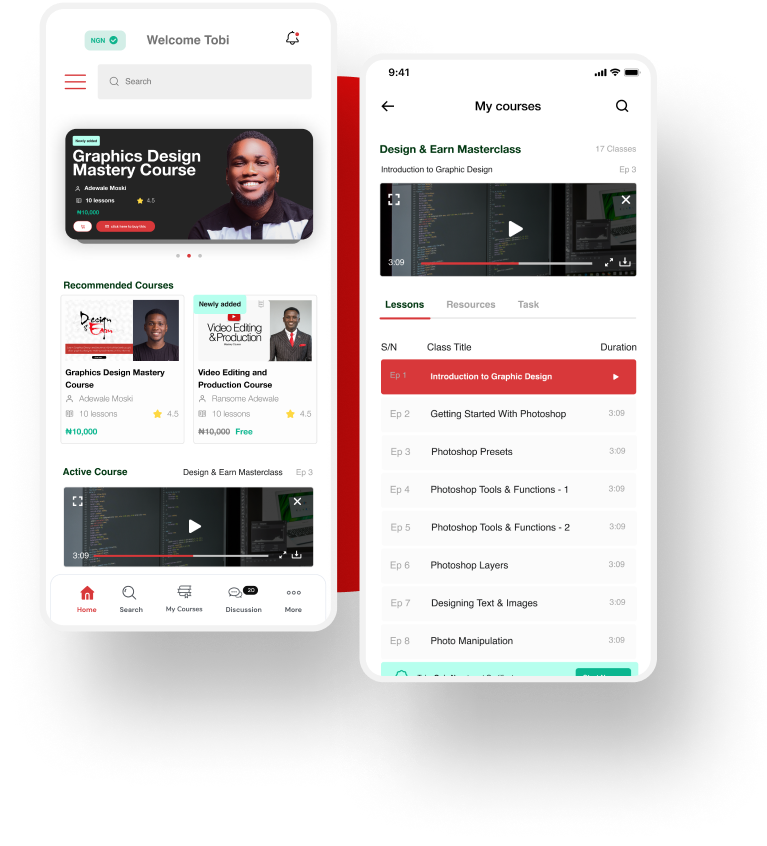 NGN
Welcome Tobi
Search
Newly added
Graphics Design
Mastery Course
Adewale Moski
10 lessons
4.5
₦10,000
click here to buy this
Recommended Courses
Design
& Earn
Graphics Design Mastery
Course
Adewale Moski
10 lessons
4.5
₦10,000
Newly added
Video Editing
&Production
Mastery Course
Video Editing and
Production Course
Ransome Adewale
10 lessons
4.5
₦10,000 Free
Active Course
Design & Earn Masterclass
Ep 3
3:09
Home
Search
My Courses
Discussion
20
More
9:41
My courses
Design & Earn Masterclass
17 Classes
Introduction to Graphic Design
Ep 3
3:09
Lessons
Resources
Task
S/N
Class Title
Duration
Ep 1
Introduction to Graphic Design
Ep 2
Getting Started With Photoshop
3:09
Ep 3
Photoshop Presets
3:09
Ep 4
Photoshop Tools & Functions - 1
3:09
Ep 5
Photoshop Tools & Functions - 2
3:09
Ep 6
Photoshop Layers
3:09
Ep 7
Designing Text & Images
3:09
Ep 8
Photo Manipulation
3:09